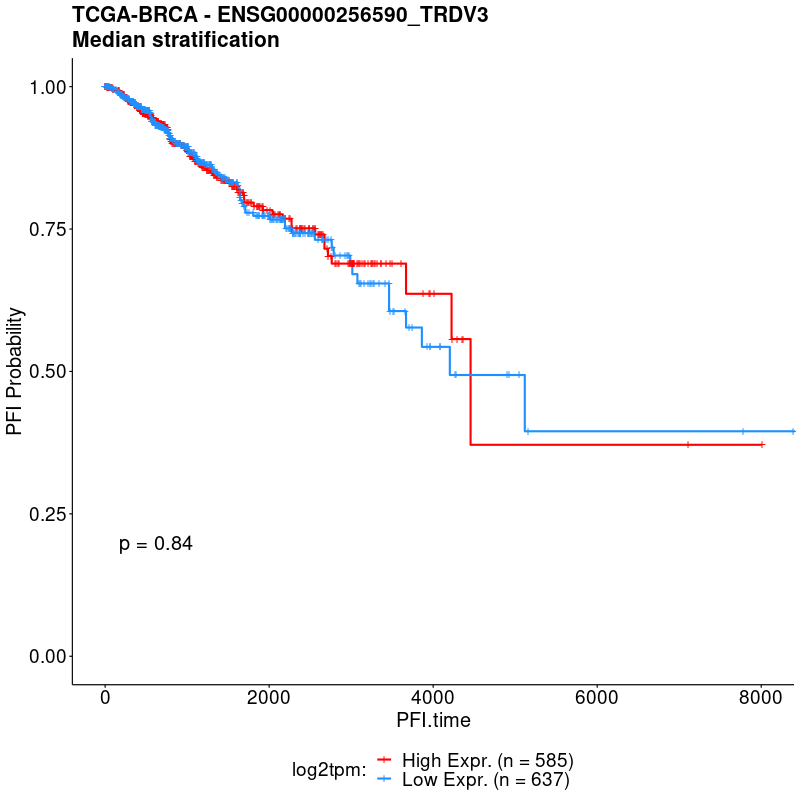 TCGA-BRCA - ENSG00000256590_TRDV3
Median stratification
1.00
0.75
0.50
0.25
0.00
PFI Probability
p = 0.84
0 2000 4000 6000 8000
PFI.time
log2tpm:
High Expr. (n = 585)
Low Expr. (n = 637)